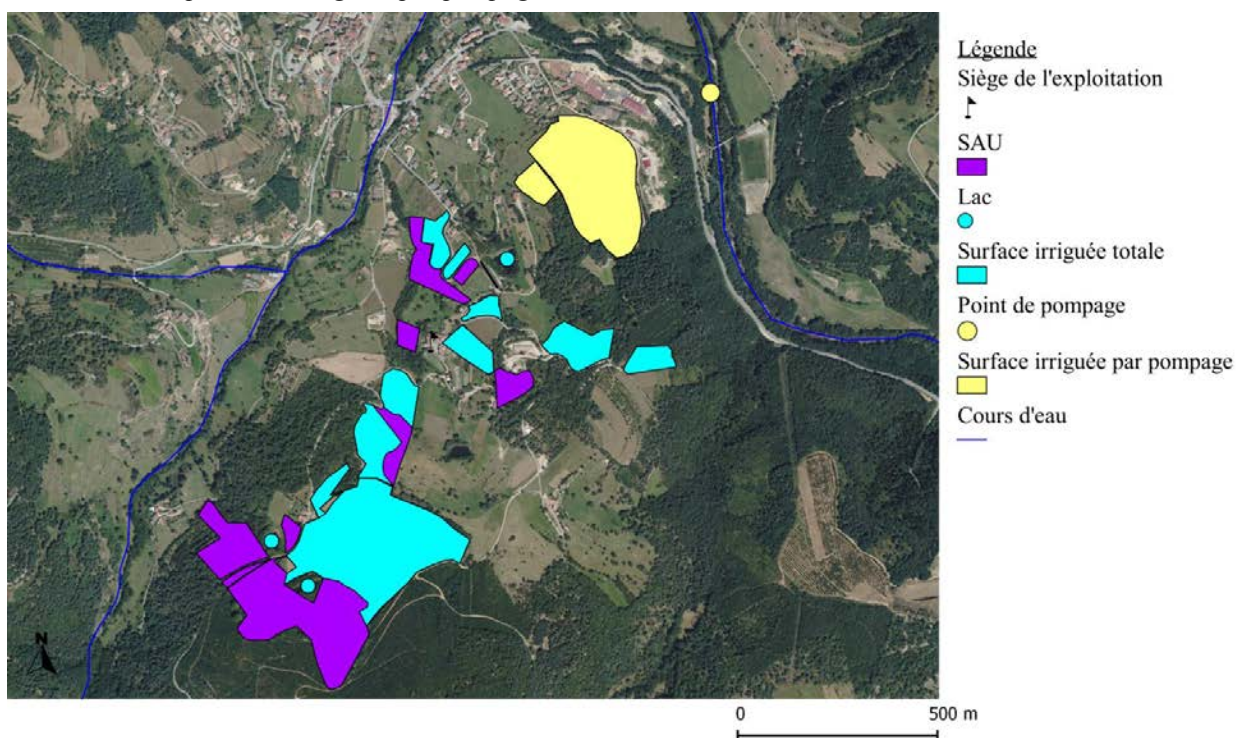 Légende
Siège de l'exploitation
SAU
Lac
Surface irriguée totale
Point de pompage
Surface irriguée par pompage
Cours d'eau
N
0 500 m